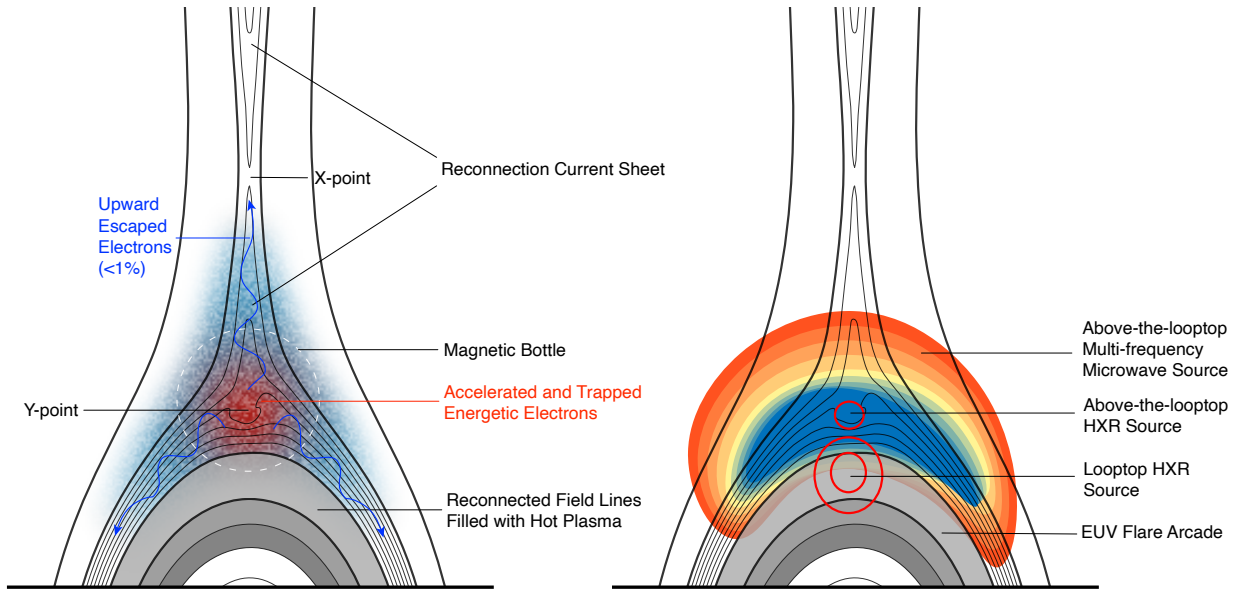 Reconnection Current Sheet
X-point
Upward
Escaped
Electrons
(<1%)
Magnetic Bottle
Accelerated and Trapped
Energetic Electrons
Y-point
Reconnected Field Lines
Filled with Hot Plasma
Above-the-looptop
Multi-frequency
Microwave Source
Above-the-looptop
HXR Source
Looptop HXR
Source
EUV Flare Arcade